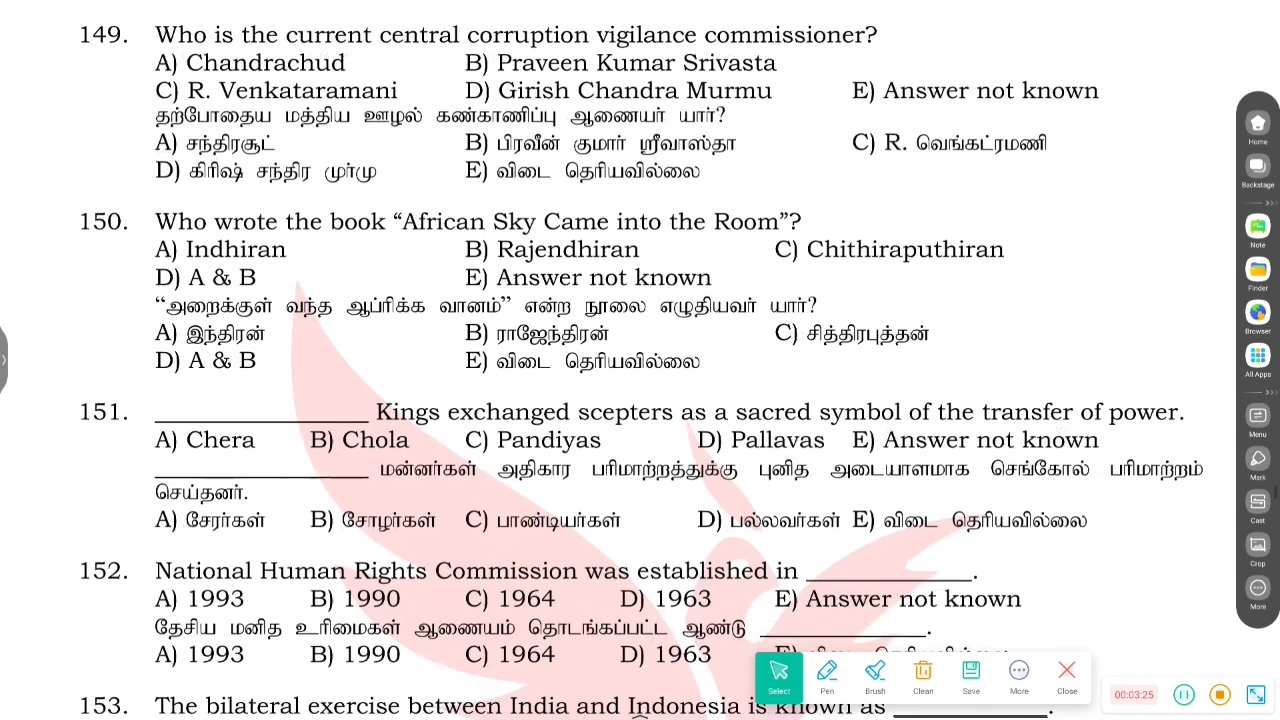 149. Who is the current central corruption vigilance commissioner?
A) Chandrachud B) Praveen Kumar Srivasta
C) R. Venkataramani D) Girish Chandra Murmu E) Answer not known
தற்போதைய மத்திய ஊழல் கண்காணிப்பு ஆணையர் யார்?
A) சந்திரசூட் B) பிரவீன் குமார் ஸ்ரீவாஸ்தா C) R. வெங்கட்ரமணி
D) கிரிஷ் சந்திர முர்மு E) விடை தெரியவில்லை
150. Who wrote the book “African Sky Came into the Room”?
A) Indhiran B) Rajendhiran C) Chithiraputhiran
D) A & B E) Answer not known
“அறைக்குள் வந்த ஆப்ரிக்க வானம்” என்ற நூலை எழுதியவர் யார்?
A) இந்திரன் B) ராஜேந்திரன் C) சித்திரபுத்தன்
D) A & B E) விடை தெரியவில்லை
151. _________________ Kings exchanged scepters as a sacred symbol of the transfer of power.
A) Chera B) Chola C) Pandiyas D) Pallavas E) Answer not known
_________________ மன்னர்கள் அதிகார பரிமாற்றத்துக்கு புனித அடையாளமாக செங்கோல் பரிமாற்றம்
செய்தனர்.
A) சேரர்கள் B) சோழர்கள் C) பாண்டியர்கள் D) பல்லவர்கள் E) விடை தெரியவில்லை
152. National Human Rights Commission was established in _____________.
A) 1993 B) 1990 C) 1964 D) 1963 E) Answer not known
தேசிய மனித உரிமைகள் ஆணையம் தொடங்கப்பட்ட ஆண்டு _____________.
A) 1993 B) 1990 C) 1964 D) 1963
153. The bilateral exercise between India and Indonesia is known as ____________.
Home
Backstage
Note
Finder
Browser
All Apps
Menu
Mark
Cast
Crop
More
Select Pen Brush Clean Save More Close
00:03:25